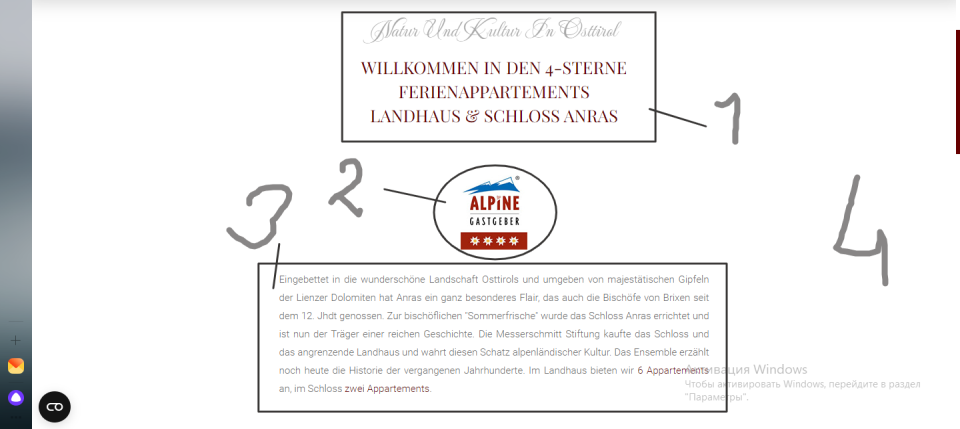 Natur Und Kultur In Osttirol
WILLKOMMEN IN DEN 4-STERNE
FERIENAPPARTEMENTS
LANDHAUS & SCHLOSS ANRAS
1
2
3
4
ALPINE
GASTGEBER
Eingebettet in die wunderschöne Landschaft Osttirols und umgeben von majestätischen Gipfeln
der Lienzer Dolomiten hat Anras ein ganz besonderes Flair, das auch die Bischöfe von Brixen seit
dem 12. Jhdt genossen. Zur bischöflichen "Sommerfrische" wurde das Schloss Anras errichtet und
ist nun der Träger einer reichen Geschichte. Die Messerschmitt Stiftung kaufte das Schloss und
das angrenzende Landhaus und wahrt diesen Schatz alpenländischer Kultur. Das Ensemble erzählt
noch heute die Historie der vergangenen Jahrhunderte. Im Landhaus bieten wir 6 Appartements
an, im Schloss zwei Appartements.
Активация Windows
Чтобы активировать Windows, перейдите в раздел
"Параметры".